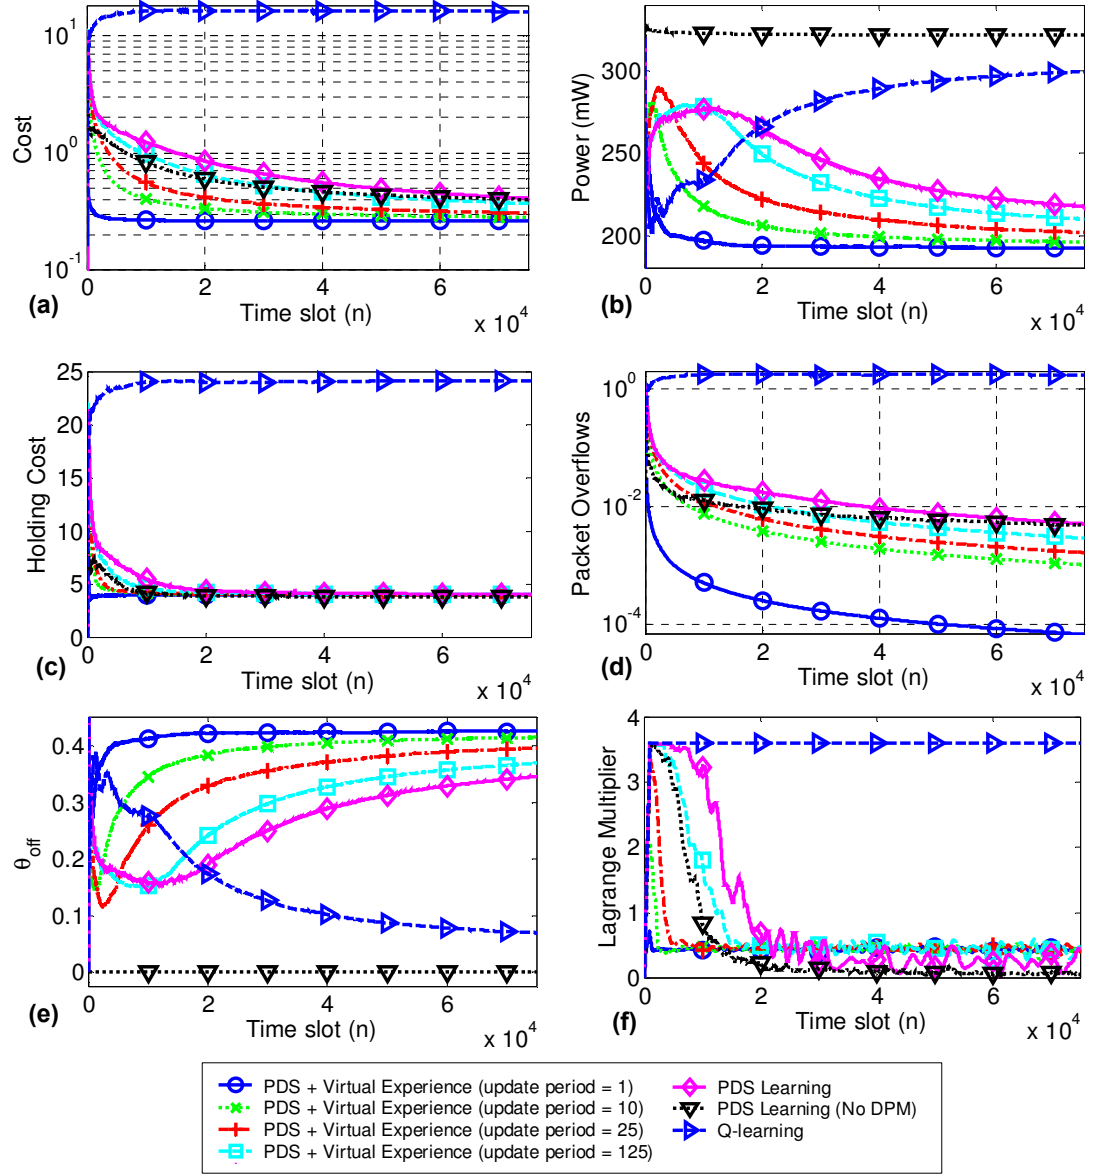 10^1
10^0
10^-1
Cost
0
2
4
6
Time slot (n)
x 10^4
(a)
300
250
200
Power (mW)
0
2
4
6
Time slot (n)
x 10^4
(b)
25
20
15
10
5
0
Holding Cost
0
2
4
6
Time slot (n)
x 10^4
(c)
10^0
10^-2
10^-4
Packet Overflows
0
2
4
6
Time slot (n)
x 10^4
(d)
0.4
0.3
0.2
0.1
0
θoff
0
2
4
6
Time slot (n)
x 10^4
(e)
4
3
2
1
0
Lagrange Multiplier
0
2
4
6
Time slot (n)
x 10^4
(f)
PDS + Virtual Experience (update period = 1)
PDS + Virtual Experience (update period = 10)
PDS + Virtual Experience (update period = 25)
PDS + Virtual Experience (update period = 125)
PDS Learning
PDS Learning (No DPM)
Q-learning